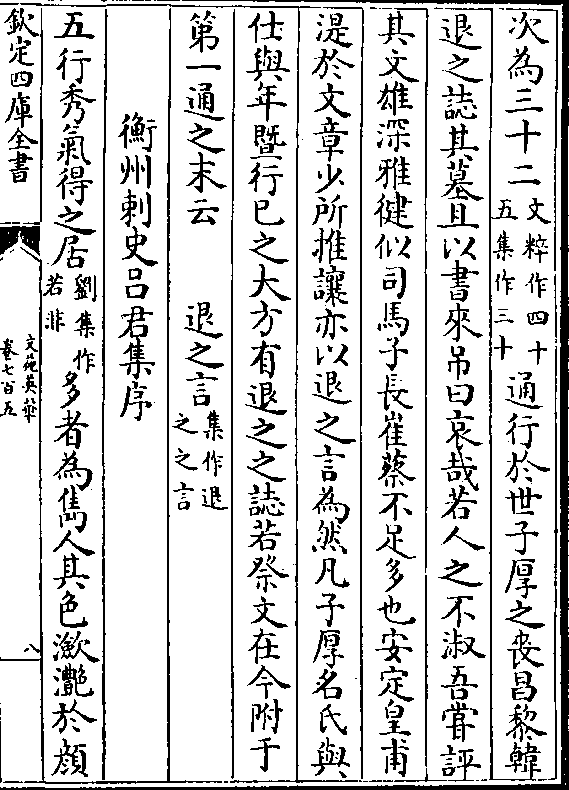 次為三十二文粹作四十五集作三十通行於世子厚之喪昌黎韓
退之誌其墓且以書來吊曰哀哉若人之不淑吾嘗評
其文雄深雅健似司馬子長崔蔡不足多也安定皇甫
湜於文章少所推讓亦以退之言為然凡子厚名氏與
仕與年暨行已之大方有退之之誌若祭文在今附于
第一通之末云 退之言集作退之之言
衡州刺史呂君集序
五行秀氣得之居劉集作若非多者為雋人其色瀲灔於顔
欽定四庫全書
文苑英華
卷七百五
八